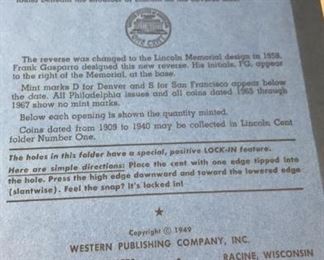 ONE CENT
The reverse was changed to the Lincoln Memorial design in 1959.
Frank Gasparro designed this new reverse. His initials, FG, appear
to the right of the Memorial, at the base.
Mint marks D for Denver and S for San Francisco appear below
the date. All Philadelphia issues and all coins dated 1965 through
1967 show no mint marks.
Below each opening is shown the quantity minted.
Coins dated from 1909 to 1940 may be collected in Lincoln Cent
folder Number One.
The holes in this folder have a special, positive LOCK-IN feature.
Here are simple directions: Place the cent with one edge tipped into
the hole. Press the high edge downward and toward the lowered edge
(slantwise). Feel the snap? It's locked in!
Copyright © 1949
WESTERN PUBLISHING COMPANY, INC.
RACINE, WISCONSIN